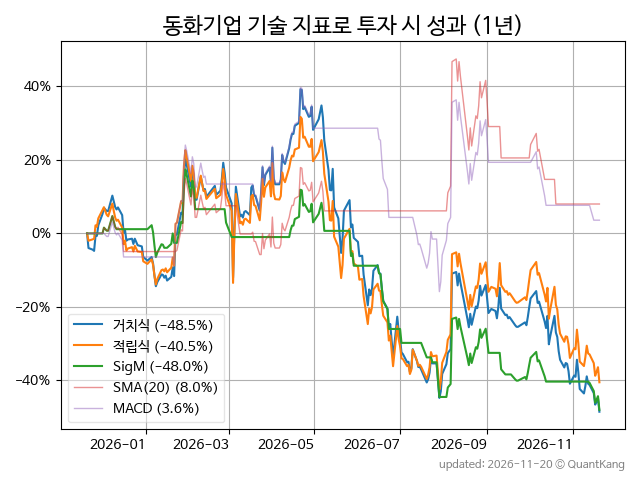 동화기업 기술 지표로 투자 시 성과 (1년)
40%
20%
0%
−20%
−40%
거치식 (−48.5%)
적립식 (−40.5%)
SigM (−48.0%)
SMA(20) (8.0%)
MACD (3.6%)
2026−01 2026−03 2026−05 2026−07 2026−09 2026−11
updated: 2026−11−20 © QuantKang